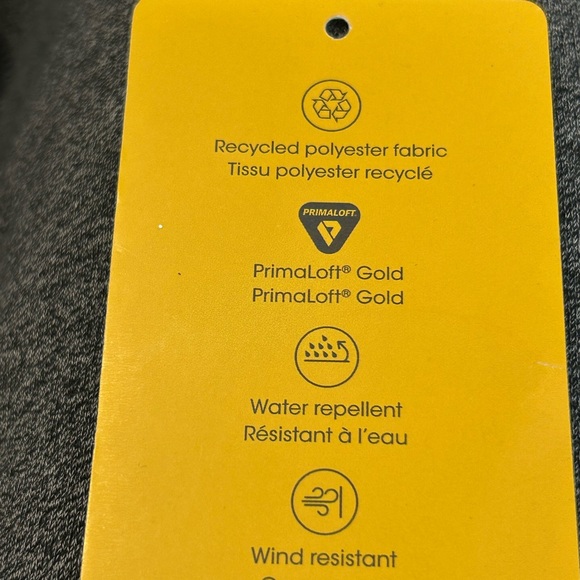 Recycled polyester fabric
Tissu polyester recyclé
PRIMALOFT
PrimaLoft® Gold
PrimaLoft® Gold
Water repellent
Résistant à l'eau
Wind resistant